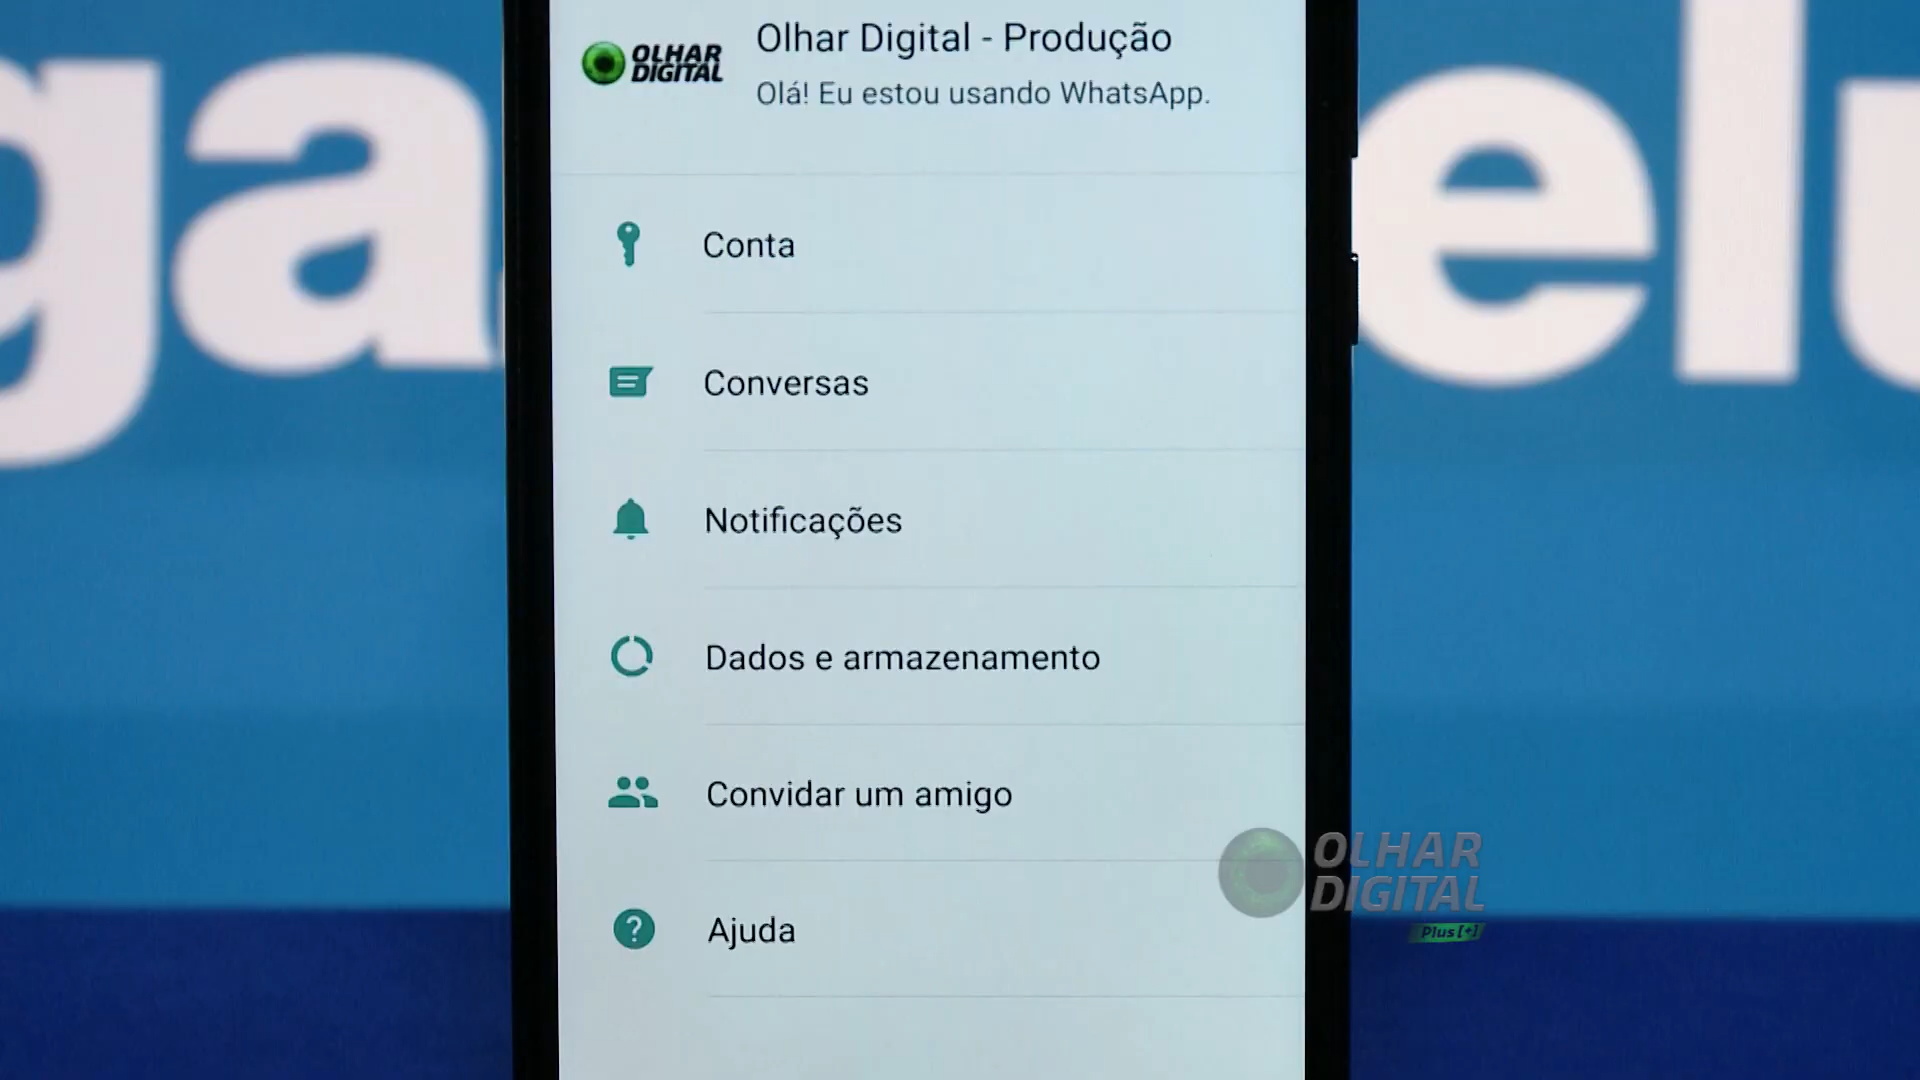 OLHAR
DIGITAL
Olhar Digital - Produção
Olá! Eu estou usando WhatsApp.
Conta
Conversas
Notificações
Dados e armazenamento
Convidar um amigo
Ajuda
ga
elu
OLHAR
DIGITAL
Plus[+]